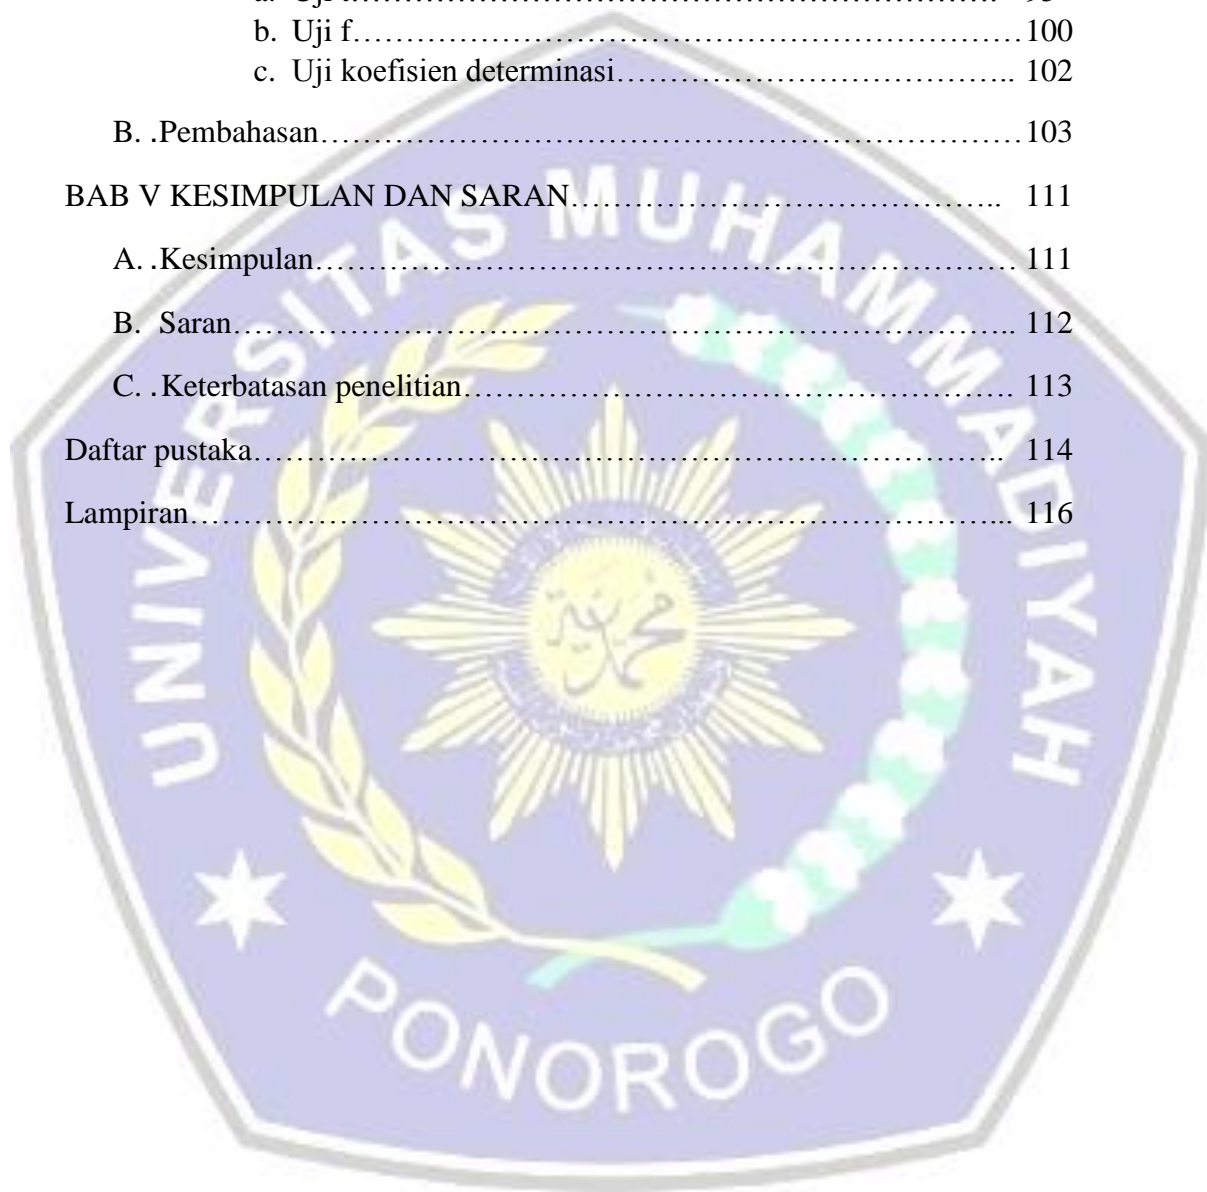 b. Uji f……………………………………………………… 100
c. Uji koefisien determinasi……………………………….. 102
B. .Pembahasan………………………………………………………… 103
BAB V KESIMPULAN DAN SARAN………………………………….. 111
A. .Kesimpulan………………………………………………………… 111
B. Saran……………………………………………………………….. 112
C. .Keterbatasan penelitian……………………………………………. 113
Daftar pustaka……………………………………………………………. 114
Lampiran…………………………………………………………………... 116
UNIVERSITAS MUHAMMADIYAH
محمدية
PONOROGO